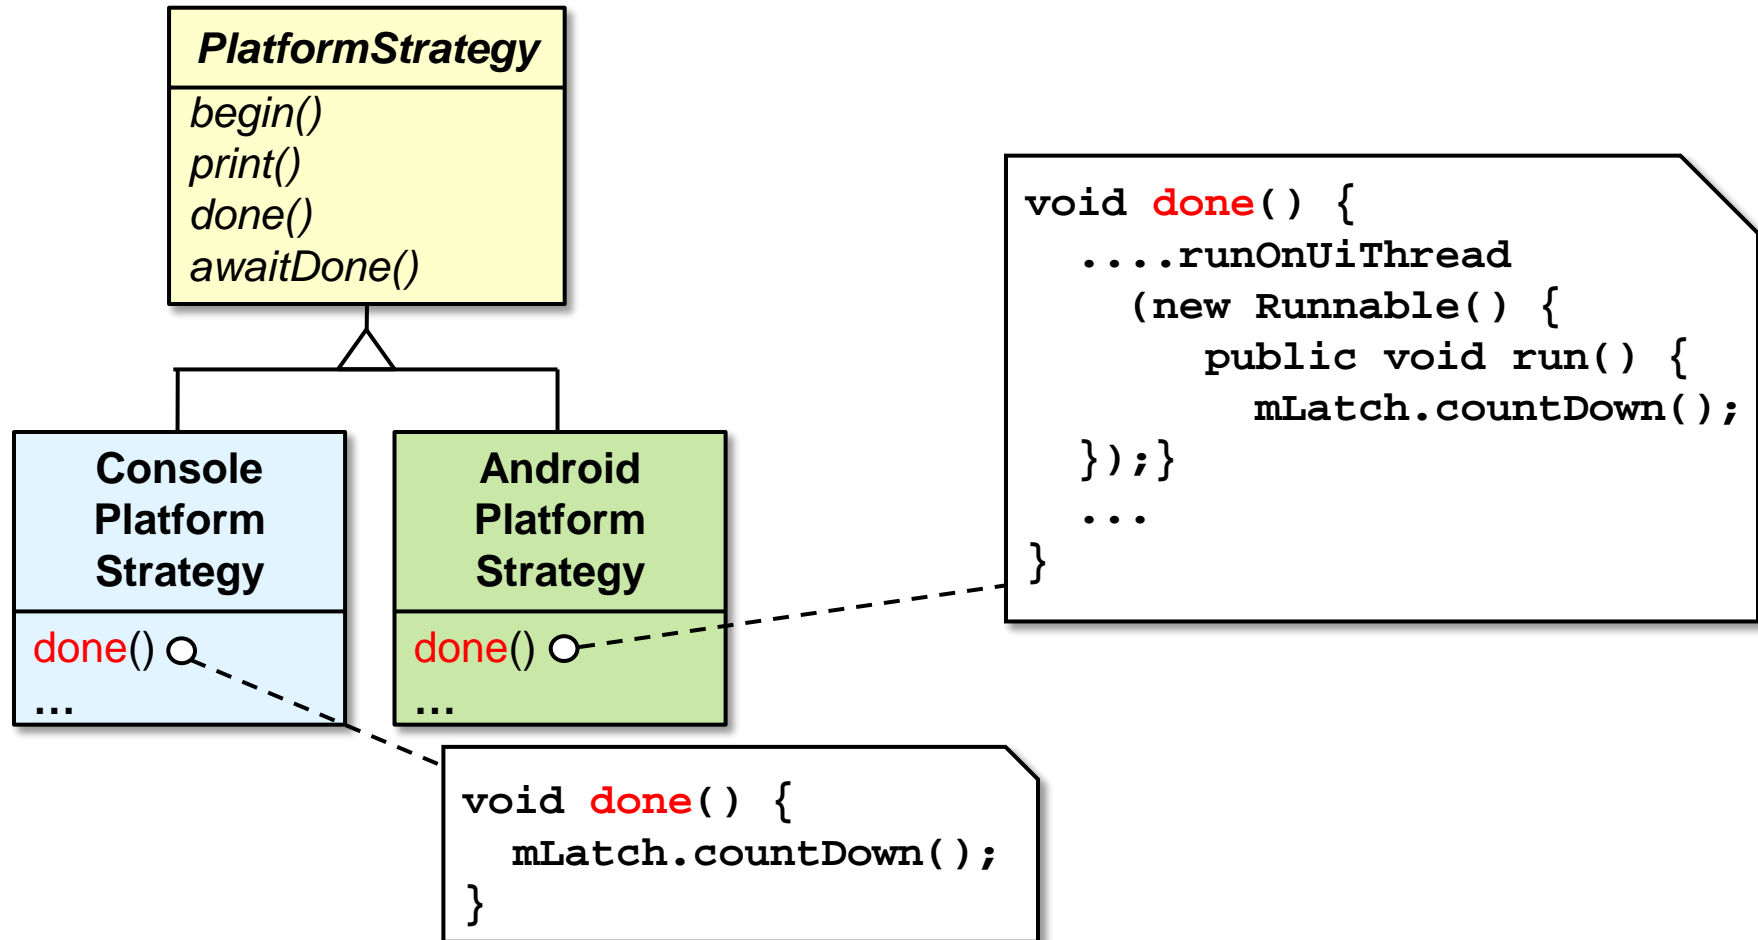 PlatformStrategy
begin()
print()
done()
awaitDone()
Console
Platform
Strategy
done()
…
Android
Platform
Strategy
done()
…
void done() {
....runOnUiThread
(new Runnable() {
public void run() {
mLatch.countDown();
});}
...
}
void done() {
mLatch.countDown();
}